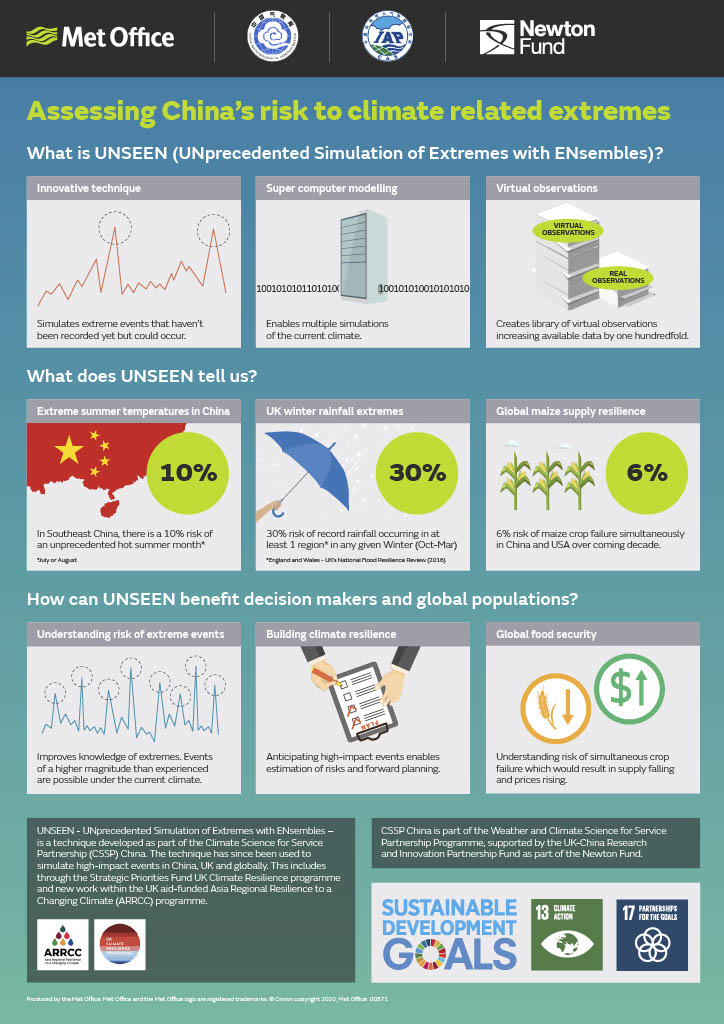 Met Office
IAP
CAS
Newton
Fund
Assessing China's risk to climate related extremes
What is UNSEEN (UNprecedented Simulation of Extremes with ENsembles)?
Innovative technique
Simulates extreme events that haven't
been recorded yet but could occur.
Super computer modelling
Enables multiple simulations
of the current climate.
Virtual observations
VIRTUAL
OBSERVATIONS
REAL
OBSERVATIONS
Creates library of virtual observations
increasing available data by one hundredfold.
What does UNSEEN tell us?
Extreme summer temperatures in China
10%
In Southeast China, there is a 10% risk of
an unprecedented hot summer month*
*July or August
UK winter rainfall extremes
30%
30% risk of record rainfall occurring in at
least 1 region* in any given Winter (Oct-Mar)
*England and Wales - UK's National Flood Resilience Review (2016)
Global maize supply resilience
6%
6% risk of maize crop failure simultaneously
in China and USA over coming decade.
How can UNSEEN benefit decision makers and global populations?
Understanding risk of extreme events
Improves knowledge of extremes. Events
of a higher magnitude than experienced
are possible under the current climate.
Building climate resilience
PLAN
Anticipating high-impact events enables
estimation of risks and forward planning.
Global food security
$
Understanding risk of simultaneous crop
failure which would result in supply falling
and prices rising.
UNSEEN - UNprecedented Simulation of Extremes with ENsembles –
is a technique developed as part of the Climate Science for Service
Partnership (CSSP) China. The technique has since been used to
simulate high-impact events in China, UK and globally. This includes
through the Strategic Priorities Fund UK Climate Resilience programme
and new work within the UK aid-funded Asia Regional Resilience to a
Changing Climate (ARRCC) programme.
ARRCC
Asia Regional Resilience
to a Changing Climate
UK
CLIMATE
RESILIENCE
PROGRAMME
CSSP China is part of the Weather and Climate Science for Service
Partnership Programme, supported by the UK-China Research
and Innovation Partnership Fund as part of the Newton Fund.
SUSTAINABLE
DEVELOPMENT
GOALS
13 CLIMATE
ACTION
17 PARTNERSHIPS
FOR THE GOALS
Produced by the Met Office. Met Office and the Met Office logo are registered trademarks. © Crown copyright 2020, Met Office 00571